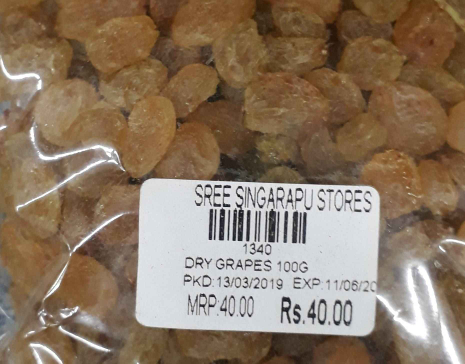 SREE SINGARAPU STORES
1340
DRY GRAPES 100G
PKD:13/03/2019 EXP.11/06/20
MRP:40.00 Rs.40.00